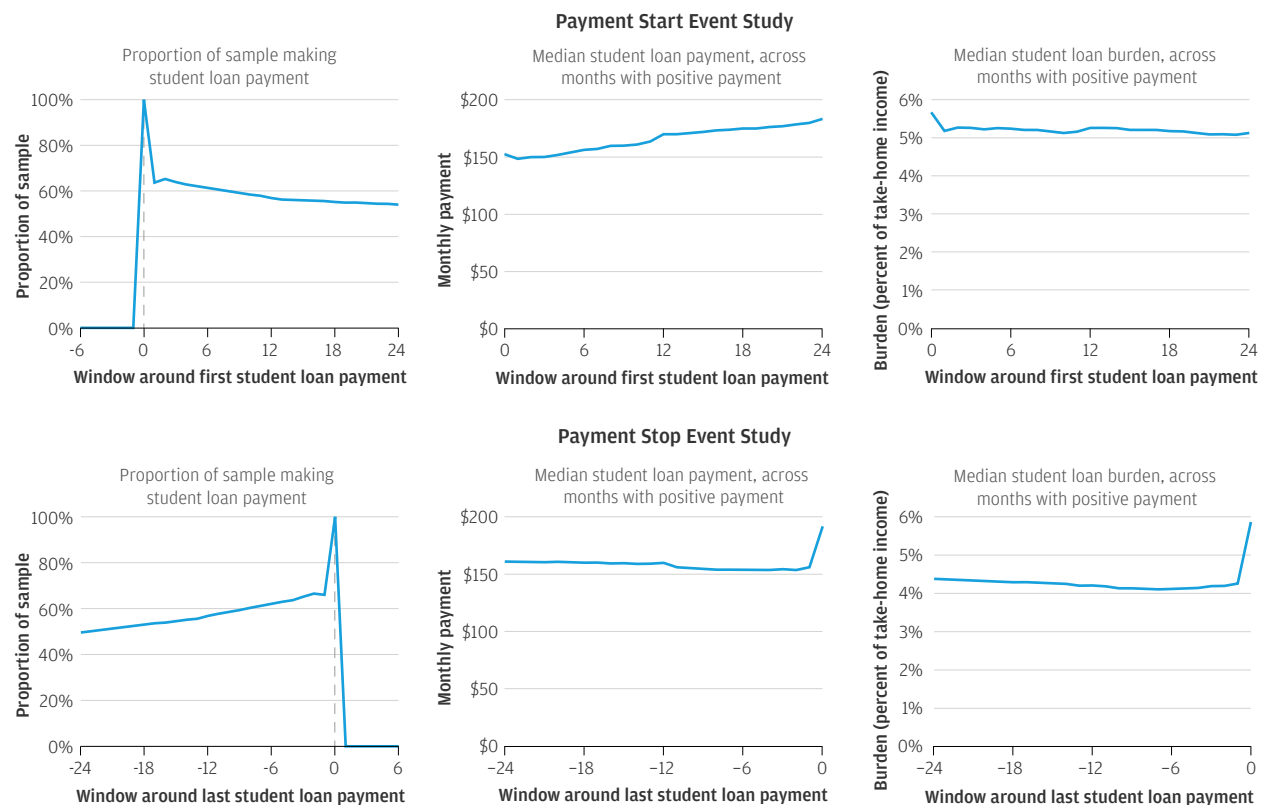 Payment Start Event Study
Proportion of sample making
student loan payment
Proportion of sample
100%
80%
60%
40%
20%
0%
-6
0
6
12
18
24
Window around first student loan payment
Median student loan payment, across
months with positive payment
Monthly payment
$200
$150
$100
$50
$0
0
6
12
18
24
Window around first student loan payment
Median student loan burden, across
months with positive payment
Burden (percent of take-home income)
6%
5%
4%
3%
2%
1%
0%
0
6
12
18
24
Window around first student loan payment
Payment Stop Event Study
Proportion of sample making
student loan payment
Proportion of sample
100%
80%
60%
40%
20%
0%
-24
-18
-12
-6
0
6
Window around last student loan payment
Median student loan payment, across
months with positive payment
Monthly payment
$200
$150
$100
$50
$0
−24
−18
−12
−6
0
Window around last student loan payment
Median student loan burden, across
months with positive payment
Burden (percent of take-home income)
6%
5%
4%
3%
2%
1%
0%
−24
−18
−12
−6
0
Window around last student loan payment